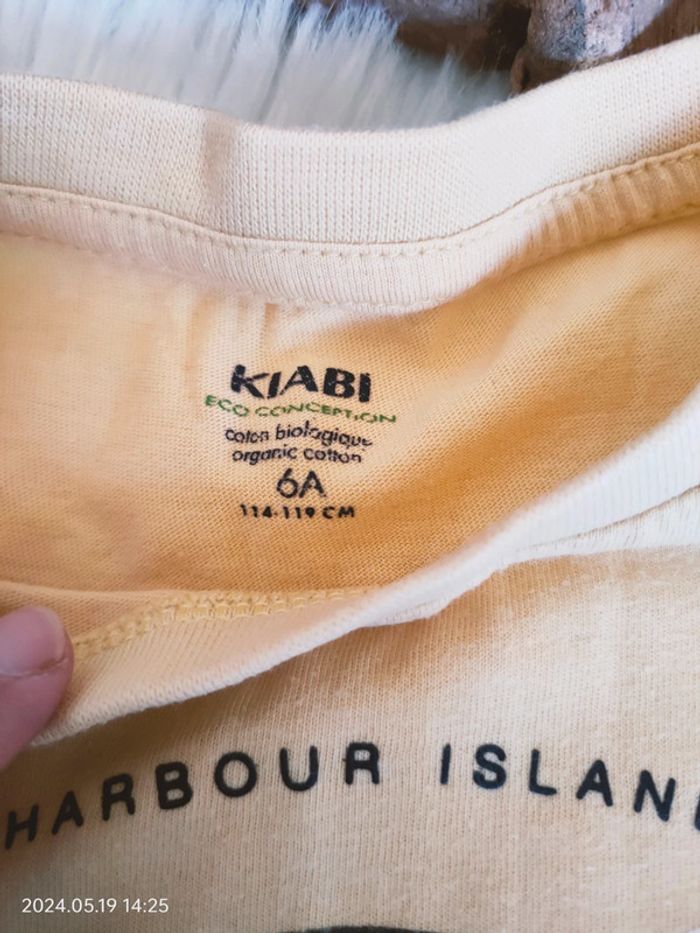 KIABI
ECO CONCEPTION
coton biologique
organic cotton
6A
114-119 CM
HARBOUR ISLAN
2024.05.19 14:25